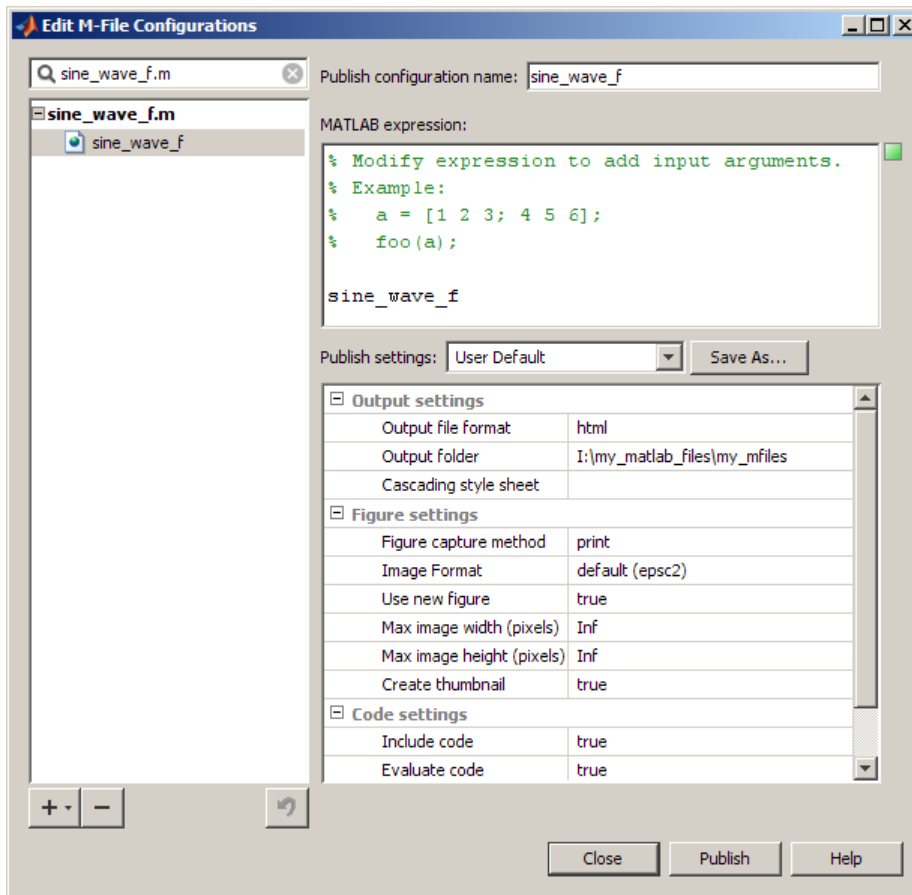 Edit M-File Configurations
sine_wave_f.m
Publish configuration name: sine_wave_f
sine_wave_f.m
sine_wave_f
MATLAB expression:
% Modify expression to add input arguments.
% Example:
%   a = [1 2 3; 4 5 6];
%   foo(a);
sine_wave_f
Publish settings: User Default Save As...
Output settings
Output file format html
Output folder I:\my_matlab_files\my_mfiles
Cascading style sheet
Figure settings
Figure capture method print
Image Format default (epsc2)
Use new figure true
Max image width (pixels) Inf
Max image height (pixels) Inf
Create thumbnail true
Code settings
Include code true
Evaluate code true
Close Publish Help